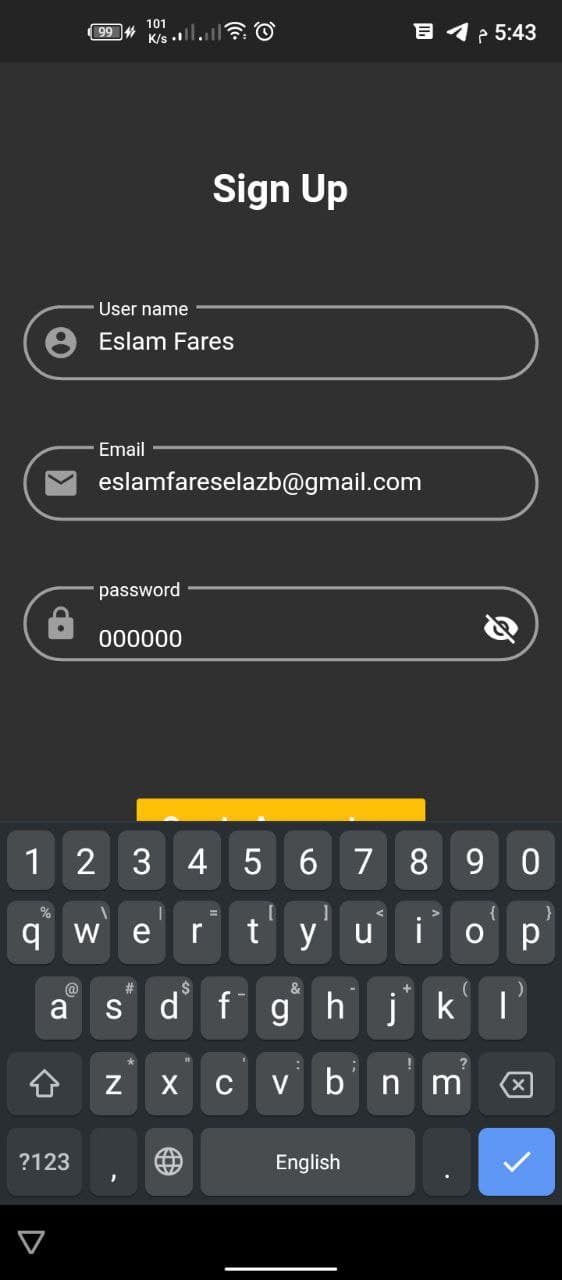 99 101 K/s م 5:43
Sign Up
User name
Eslam Fares
Email
eslamfareselazb@gmail.com
password
000000
1 2 3 4 5 6 7 8 9 0
% \ | = [ ] < > { }
q w e r t y u i o p
@ # $ _ & - + ( )
a s d f g h j k l
* " ' : ; ! ?
z x c v b n m
?123 , English .